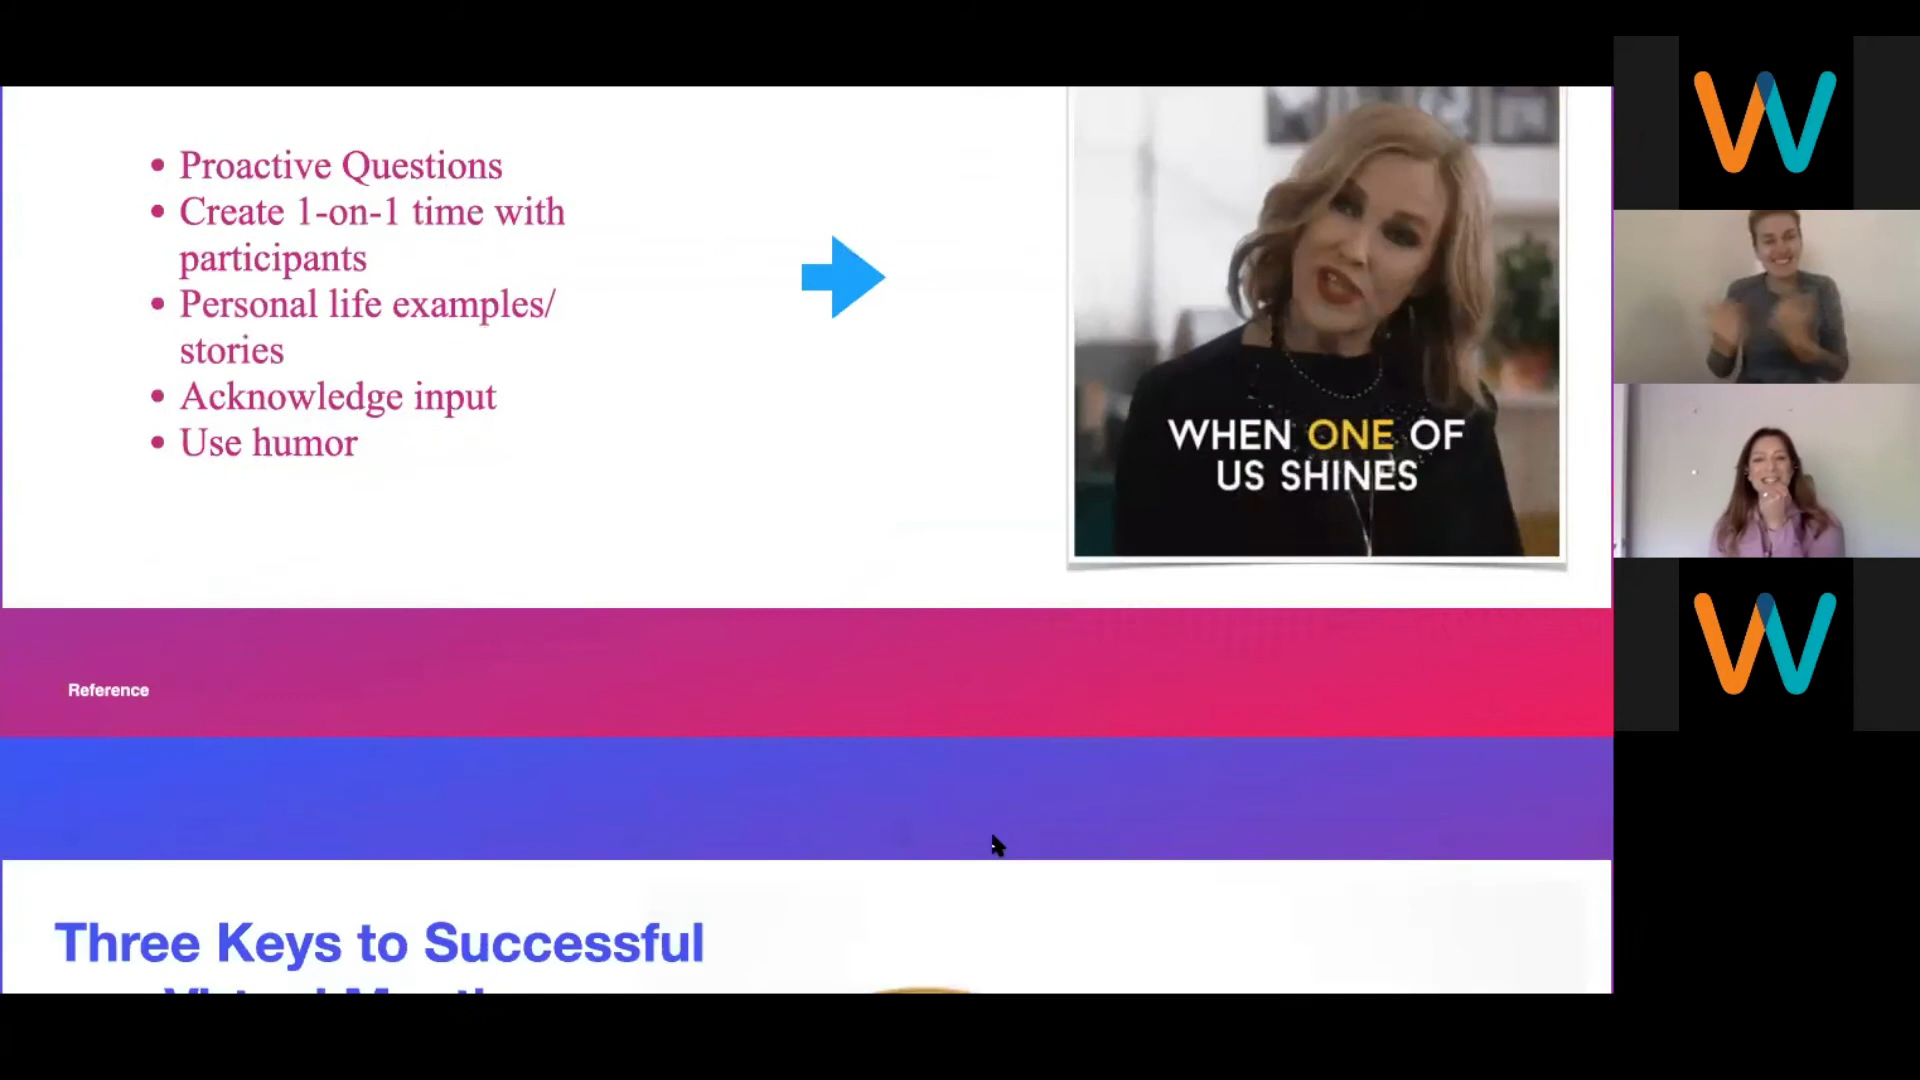 • Proactive Questions
• Create 1-on-1 time with
participants
• Personal life examples/
stories
• Acknowledge input
• Use humor
WHEN ONE OF
US SHINES
Reference
Three Keys to Successful